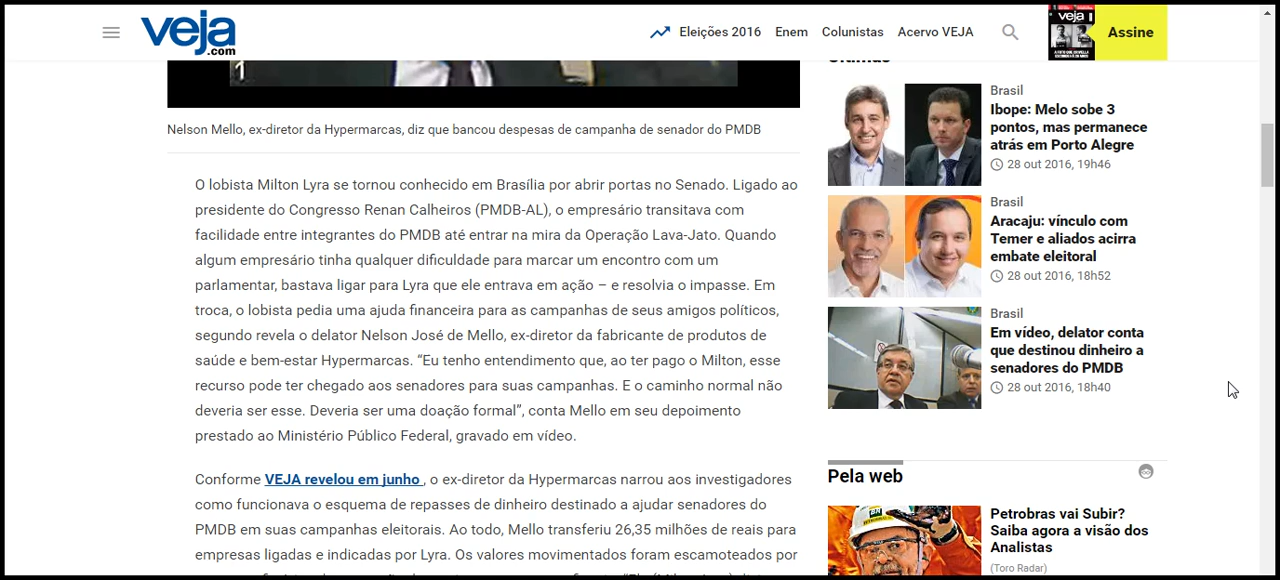 veja
.com
Eleições 2016 Enem Colunistas Acervo VEJA
veja
Assine
1
Nelson Mello, ex-diretor da Hypermarcas, diz que bancou despesas de campanha de senador do PMDB
O lobista Milton Lyra se tornou conhecido em Brasília por abrir portas no Senado. Ligado ao
presidente do Congresso Renan Calheiros (PMDB-AL), o empresário transitava com
facilidade entre integrantes do PMDB até entrar na mira da Operação Lava-Jato. Quando
algum empresário tinha qualquer dificuldade para marcar um encontro com um
parlamentar, bastava ligar para Lyra que ele entrava em ação – e resolvia o impasse. Em
troca, o lobista pedia uma ajuda financeira para as campanhas de seus amigos políticos,
segundo revela o delator Nelson José de Mello, ex-diretor da fabricante de produtos de
saúde e bem-estar Hypermarcas. “Eu tenho entendimento que, ao ter pago o Milton, esse
recurso pode ter chegado aos senadores para suas campanhas. E o caminho normal não
deveria ser esse. Deveria ser uma doação formal”, conta Mello em seu depoimento
prestado ao Ministério Público Federal, gravado em vídeo.
Conforme VEJA revelou em junho , o ex-diretor da Hypermarcas narrou aos investigadores
como funcionava o esquema de repasses de dinheiro destinado a ajudar senadores do
PMDB em suas campanhas eleitorais. Ao todo, Mello transferiu 26,35 milhões de reais para
empresas ligadas e indicadas por Lyra. Os valores movimentados foram escamoteados por
Últimas
Brasil
Ibope: Melo sobe 3
pontos, mas permanece
atrás em Porto Alegre
28 out 2016, 19h46
Brasil
Aracaju: vínculo com
Temer e aliados acirra
embate eleitoral
28 out 2016, 18h52
Brasil
Em vídeo, delator conta
que destinou dinheiro a
senadores do PMDB
28 out 2016, 18h40
Pela web
Petrobras vai Subir?
Saiba agora a visão dos
Analistas
(Toro Radar)